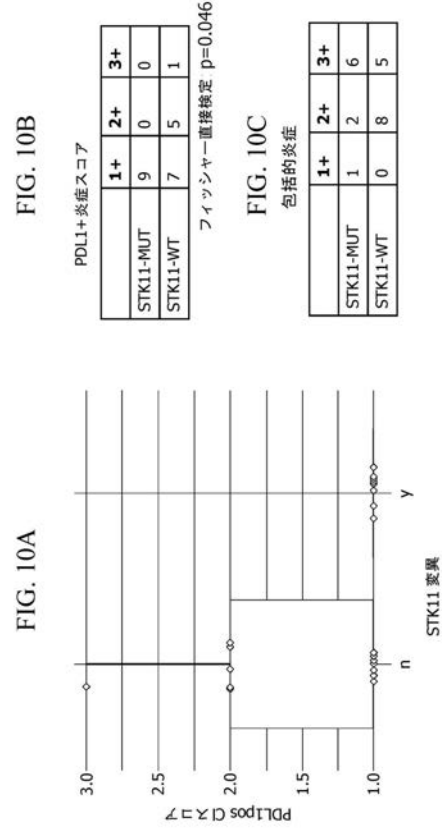 FIG. 10A
PDL1pos CIスコア
3.0
2.5
2.0
1.5
1.0
n
y
STK11 変異
FIG. 10B
PDL1+炎症スコア
1+ 2+ 3+
STK11-MUT 9 0 0
STK11-WT 7 5 1
フィッシャー直接検定: p=0.046
FIG. 10C
包括的炎症
1+ 2+ 3+
STK11-MUT 1 2 6
STK11-WT 0 8 5